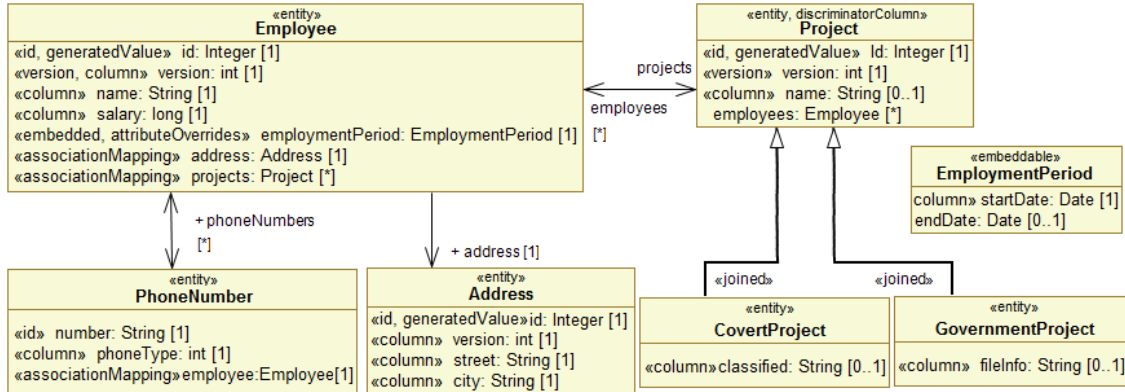 «entity»
Employee
«id, generatedValue» id: Integer [1]
«version, column» version: int [1]
«column» name: String [1]
«column» salary: long [1]
«embedded, attributeOverrides» employmentPeriod: EmploymentPeriod [1]
«associationMapping» address: Address [1]
«associationMapping» projects: Project [*]
projects
employees
[*]
«entity, discriminatorColumn»
Project
«id, generatedValue» Id: Integer [1]
«version» version: int [1]
«column» name: String [0..1]
employees: Employee [*]
«embeddable»
EmploymentPeriod
column» startDate: Date [1]
endDate: Date [0..1]
+ phoneNumbers
[*]
+ address [1]
«joined»
«joined»
«entity»
PhoneNumber
«id» number: String [1]
«column» phoneType: int [1]
«associationMapping»employee:Employee[1]
«entity»
Address
«id, generatedValue»id: Integer [1]
«column» version: int [1]
«column» street: String [1]
«column» city: String [1]
«entity»
CovertProject
«column»classified: String [0..1]
«entity»
GovernmentProject
«column» fileInfo: String [0..1]